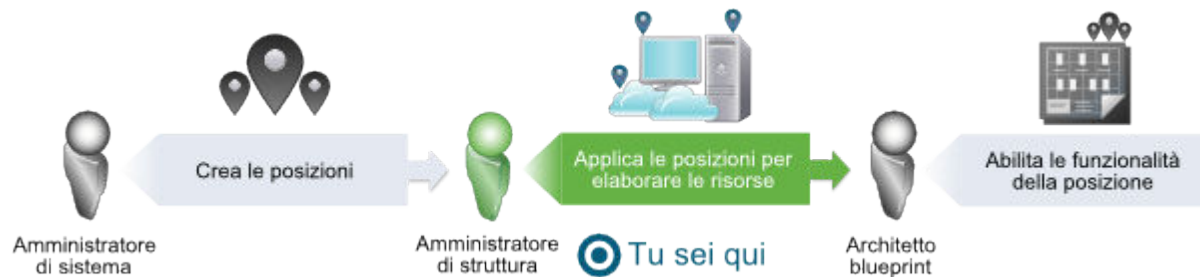 Crea le posizioni
Applica le posizioni per
elaborare le risorse
Abilita le funzionalità
della posizione
Amministratore
di sistema
Amministratore
di struttura
Tu sei qui
Architetto
blueprint